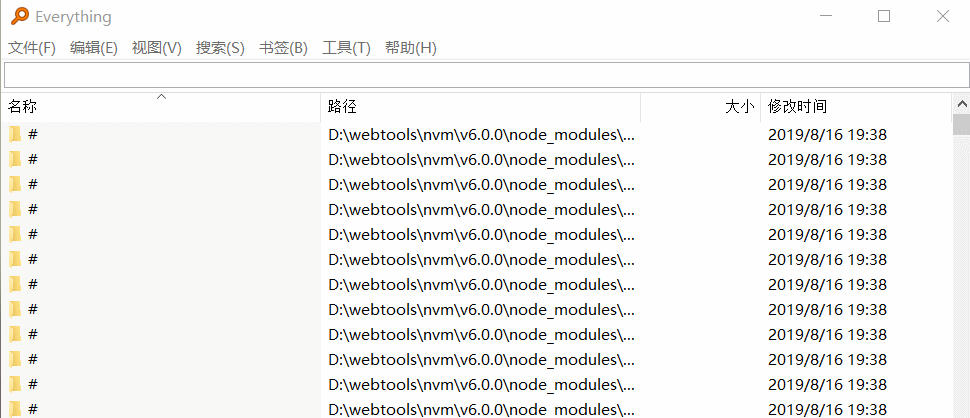 Everything
文件(F) 编辑(E) 视图(V) 搜索(S) 书签(B) 工具(T) 帮助(H)
名称 路径 大小 修改时间
# D:\webtools\nvm\v6.0.0\node_modules\... 2019/8/16 19:38
# D:\webtools\nvm\v6.0.0\node_modules\... 2019/8/16 19:38
# D:\webtools\nvm\v6.0.0\node_modules\... 2019/8/16 19:38
# D:\webtools\nvm\v6.0.0\node_modules\... 2019/8/16 19:38
# D:\webtools\nvm\v6.0.0\node_modules\... 2019/8/16 19:38
# D:\webtools\nvm\v6.0.0\node_modules\... 2019/8/16 19:38
# D:\webtools\nvm\v6.0.0\node_modules\... 2019/8/16 19:38
# D:\webtools\nvm\v6.0.0\node_modules\... 2019/8/16 19:38
# D:\webtools\nvm\v6.0.0\node_modules\... 2019/8/16 19:38
# D:\webtools\nvm\v6.0.0\node_modules\... 2019/8/16 19:38
# D:\webtools\nvm\v6.0.0\node_modules\... 2019/8/16 19:38
# D:\webtools\nvm\v6.0.0\node_modules\... 2019/8/16 19:38